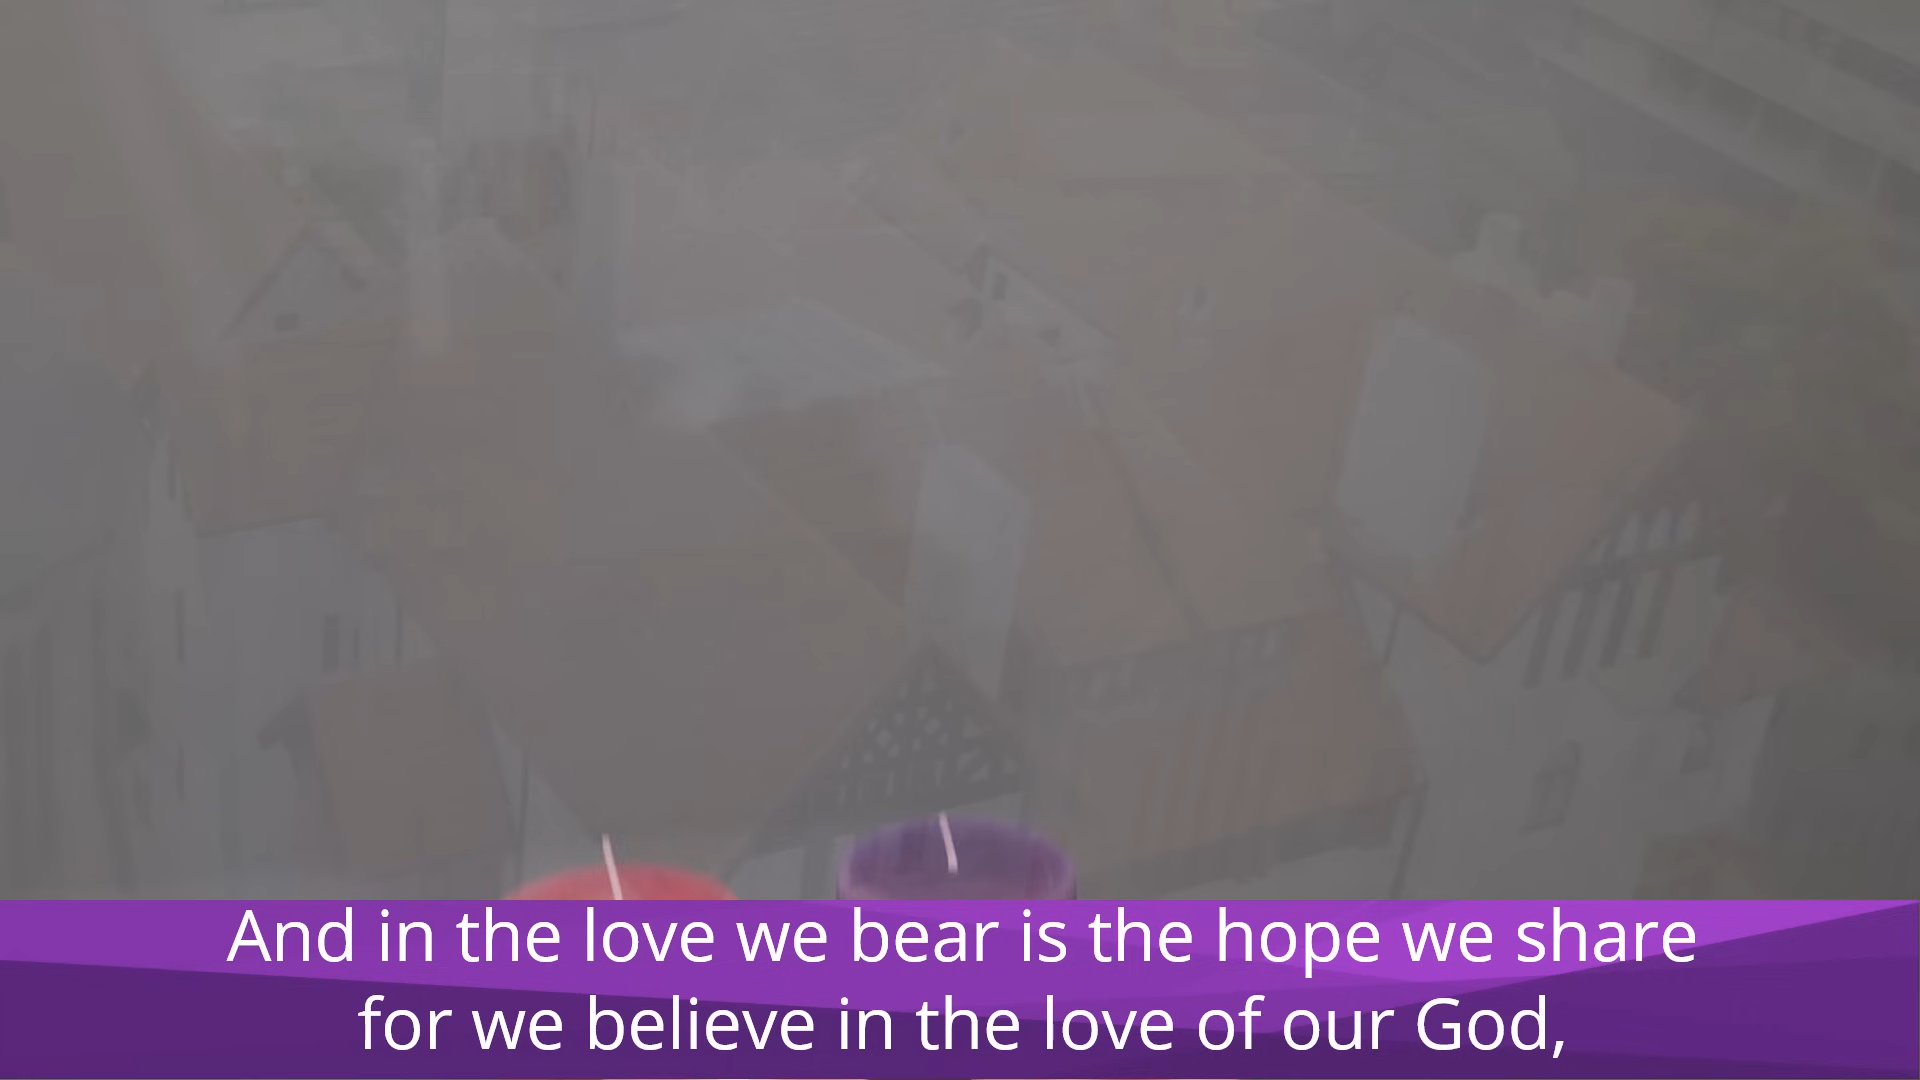 And in the love we bear is the hope we share
for we believe in the love of our God,